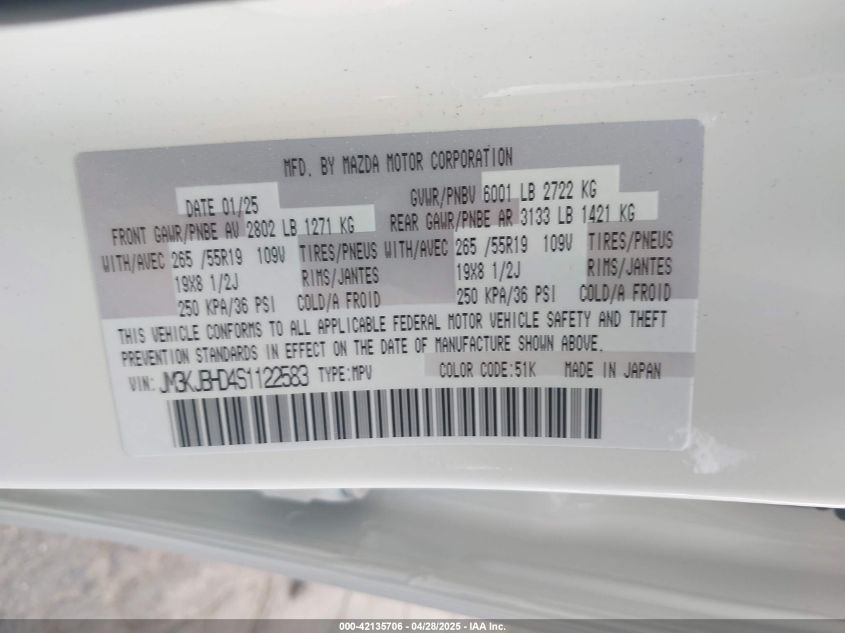 MFD. BY MAZDA MOTOR CORPORATION
DATE 01/25 GVWR/PNBV 6001 LB 2722 KG
FRONT GAWR/PNBE AV 2802 LB 1271 KG REAR GAWR/PNBE AR 3133 LB 1421 KG
WITH/AVEC 265 /55R19 109V TIRES/PNEUS WITH/AVEC 265 /55R19 109V TIRES/PNEUS
19X8 1/2J RIMS/JANTES 19X8 1/2J RIMS/JANTES
250 KPA/36 PSI COLD/A FROID 250 KPA/36 PSI COLD/A FROID
THIS VEHICLE CONFORMS TO ALL APPLICABLE FEDERAL MOTOR VEHICLE SAFETY AND THEFT
PREVENTION STANDARDS IN EFFECT ON THE DATE OF MANUFACTURE SHOWN ABOVE.
VIN: JM3KJBHD4S1122583 TYPE:MPV COLOR CODE:51K MADE IN JAPAN
000-42135706 - 04/28/2025 - IAA Inc.